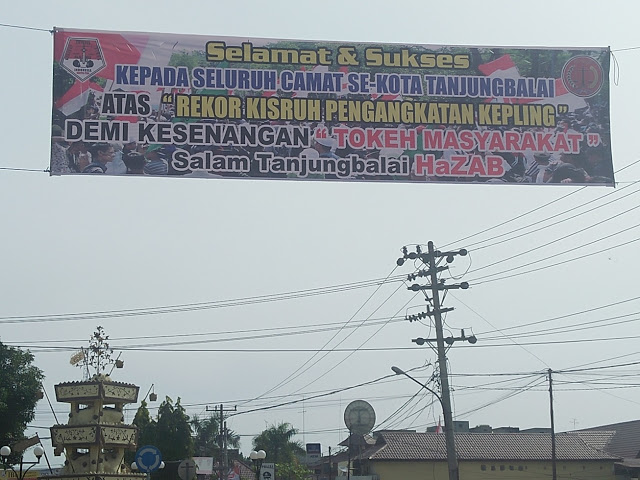 Selamat & Sukses
KEPADA SELURUH CAMAT SE-KOTA TANJUNGBALAI
ATAS "REKOR KISRUH PENGANGKATAN KEPLING"
DEMI KESENANGAN "TOKEH MASYARAKAT"
Salam Tanjungbalai HaZAB